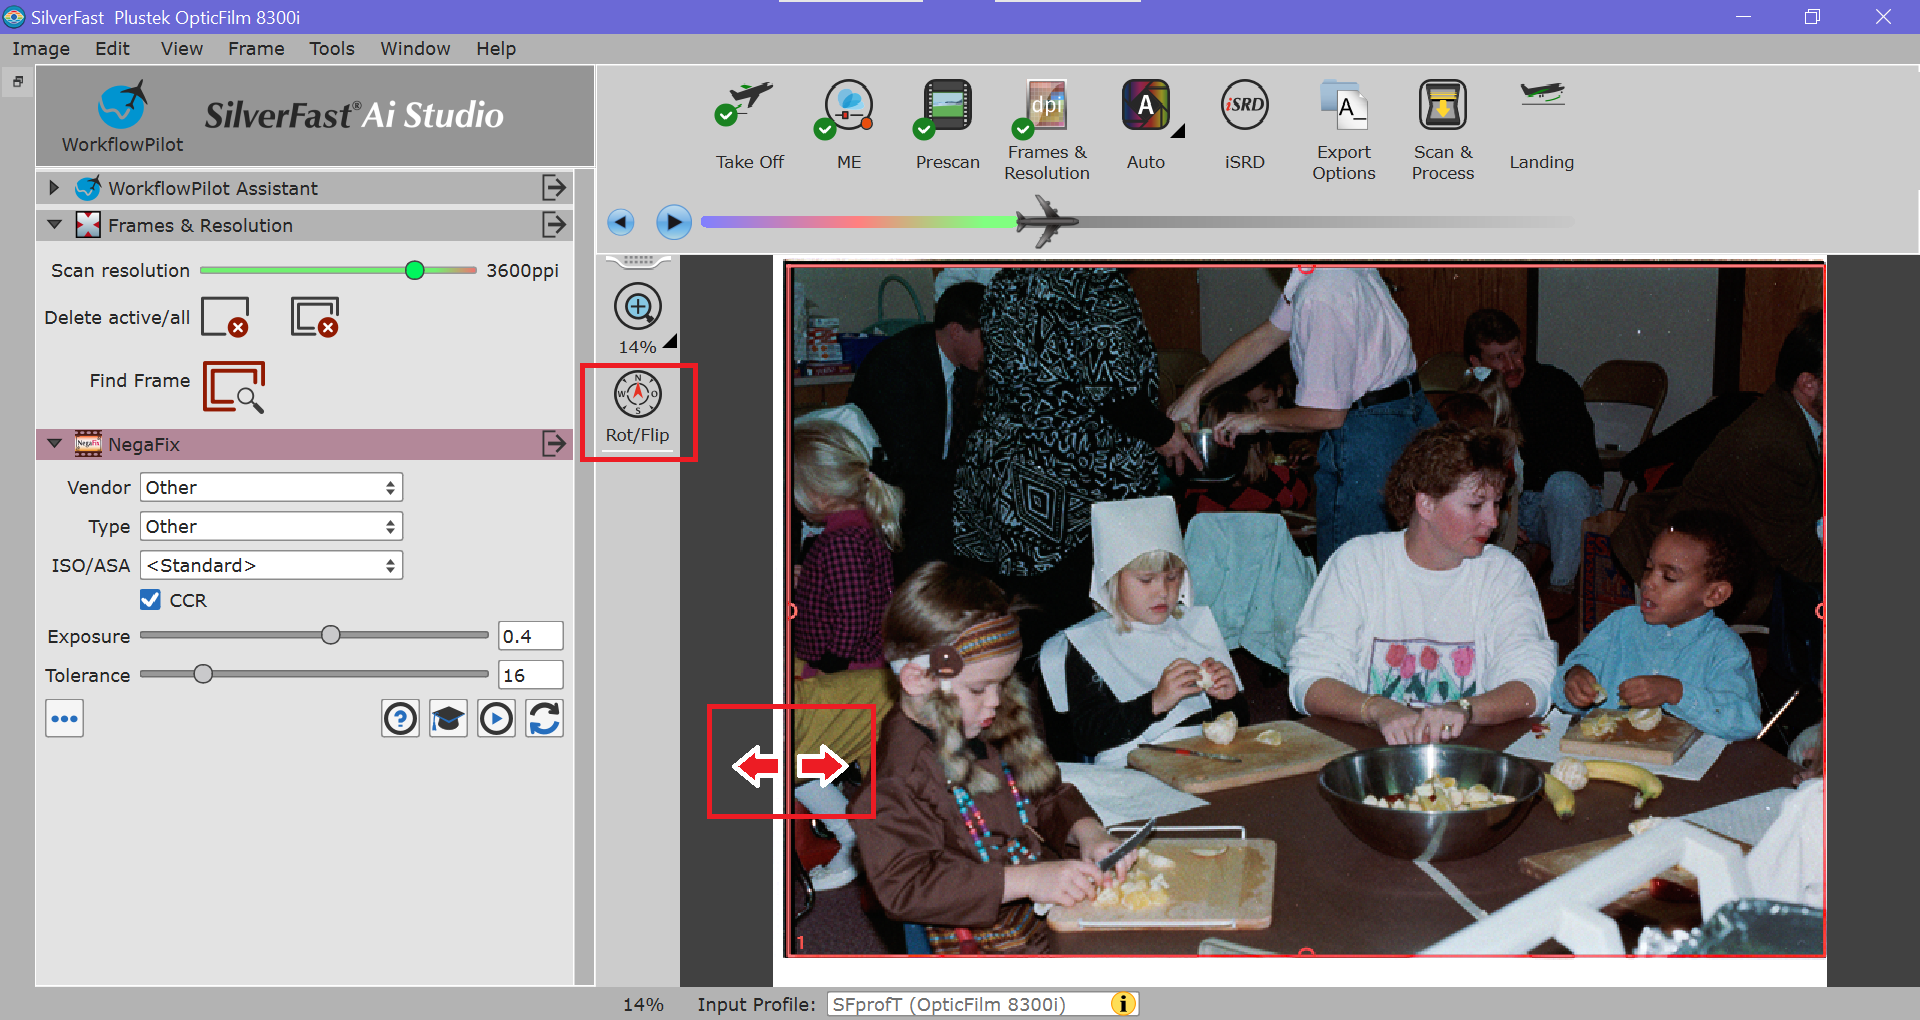 SilverFast Plustek OpticFilm 8300i
Image Edit View Frame Tools Window Help
WorkflowPilot
SilverFast® Ai Studio
Take Off
ME
Prescan
dpi
Frames &
Resolution
A
Auto
iSRD
iSRD
A_
Export
Options
Scan &
Process
Landing
WorkflowPilot Assistant
Frames & Resolution
Scan resolution 3600ppi
Delete active/all
Find Frame
NegaFix
NegaFix
Vendor Other
Type Other
ISO/ASA <Standard>
CCR
Exposure 0.4
Tolerance 16
?
14%
N
W O
S
Rot/Flip
1
14% Input Profile: SFprofT (OpticFilm 8300i) i